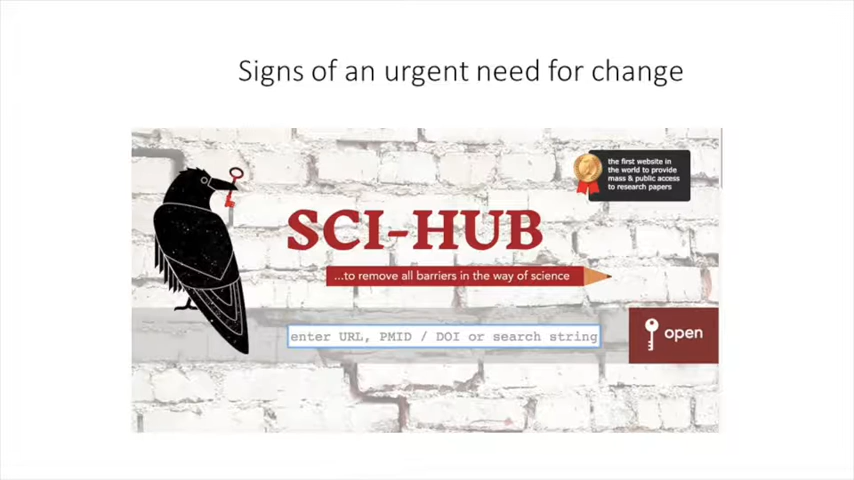 Signs of an urgent need for change
the first website in
the world to provide
mass & public access
to research papers
SCI-HUB
...to remove all barriers in the way of science
enter URL, PMID / DOI or search string
open